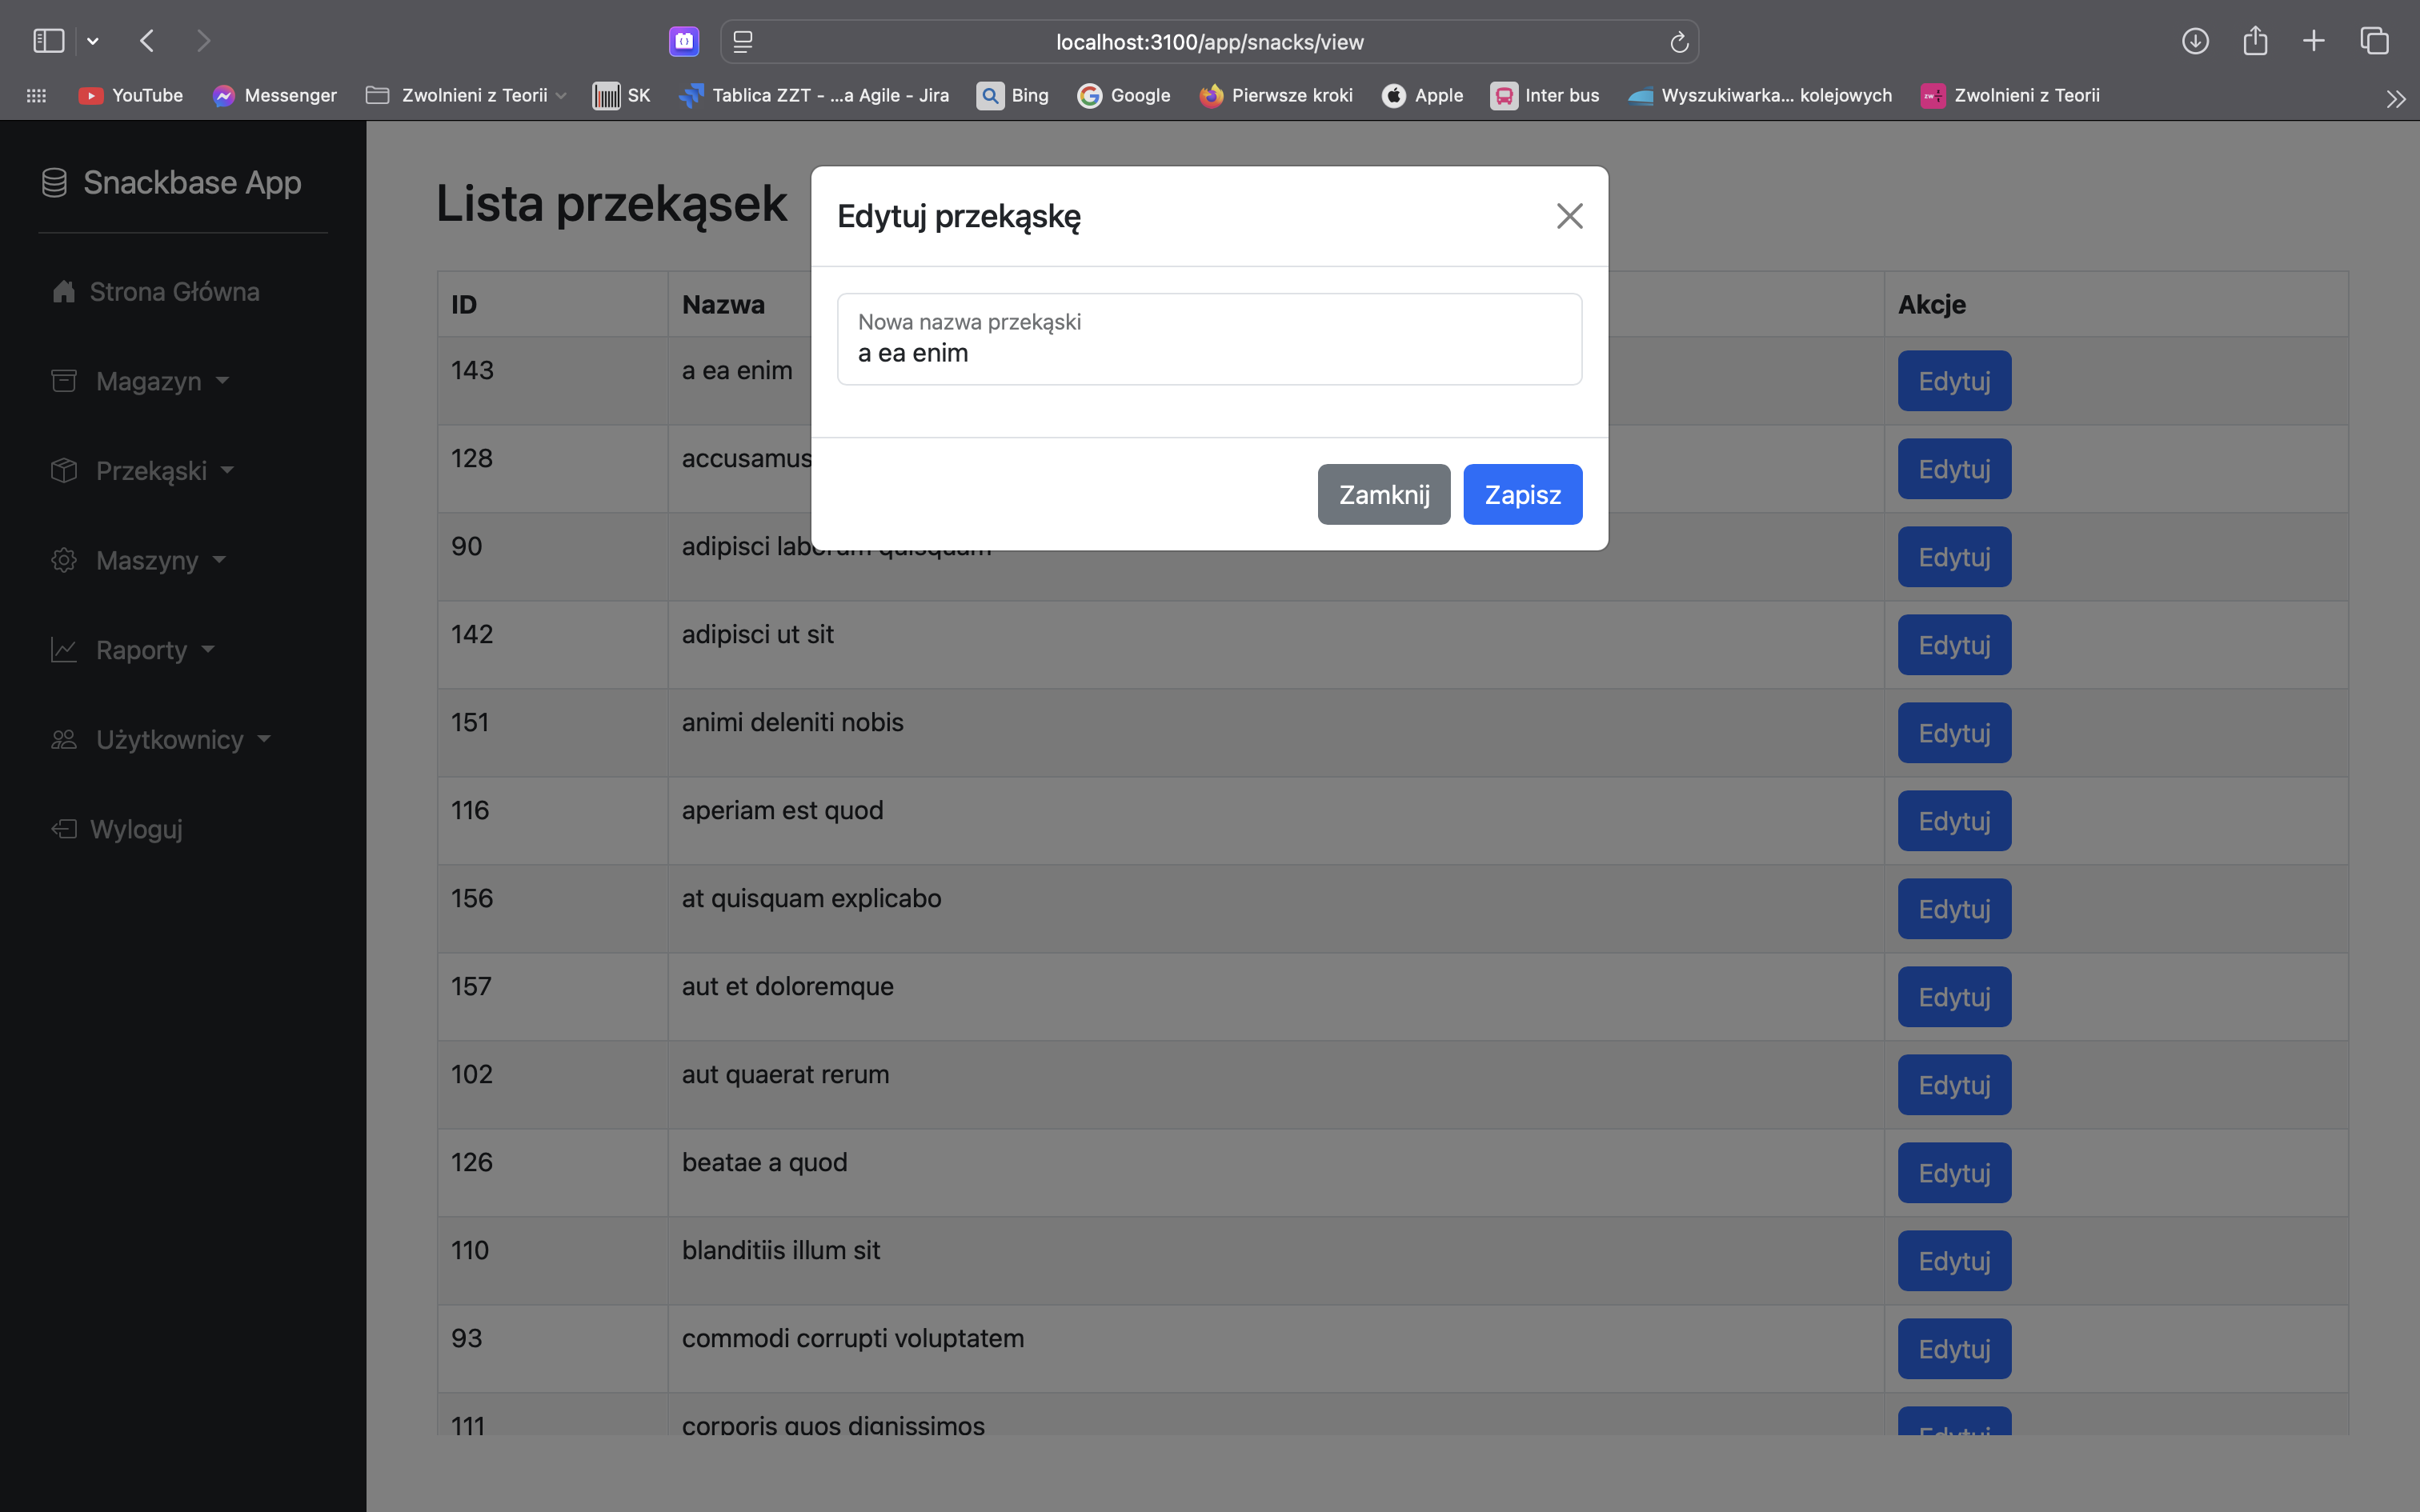 localhost:3100/app/snacks/view
YouTube Messenger Zwolnieni z Teorii SK Tablica ZZT - ...a Agile - Jira Bing Google Pierwsze kroki Apple Inter bus Wyszukiwarka... kolejowych Zwolnieni z Teorii
Snackbase App
Strona Główna
Magazyn
Przekąski
Maszyny
Raporty
Użytkownicy
Wyloguj
Lista przekąsek
Edytuj przekąskę
Nowa nazwa przekąski
a ea enim
Zamknij Zapisz
ID Nazwa Akcje
143 a ea enim Edytuj
128 accusamus Edytuj
90 adipisci laborum quisquam Edytuj
142 adipisci ut sit Edytuj
151 animi deleniti nobis Edytuj
116 aperiam est quod Edytuj
156 at quisquam explicabo Edytuj
157 aut et doloremque Edytuj
102 aut quaerat rerum Edytuj
126 beatae a quod Edytuj
110 blanditiis illum sit Edytuj
93 commodi corrupti voluptatem Edytuj
111 corporis quos dignissimos Edytuj